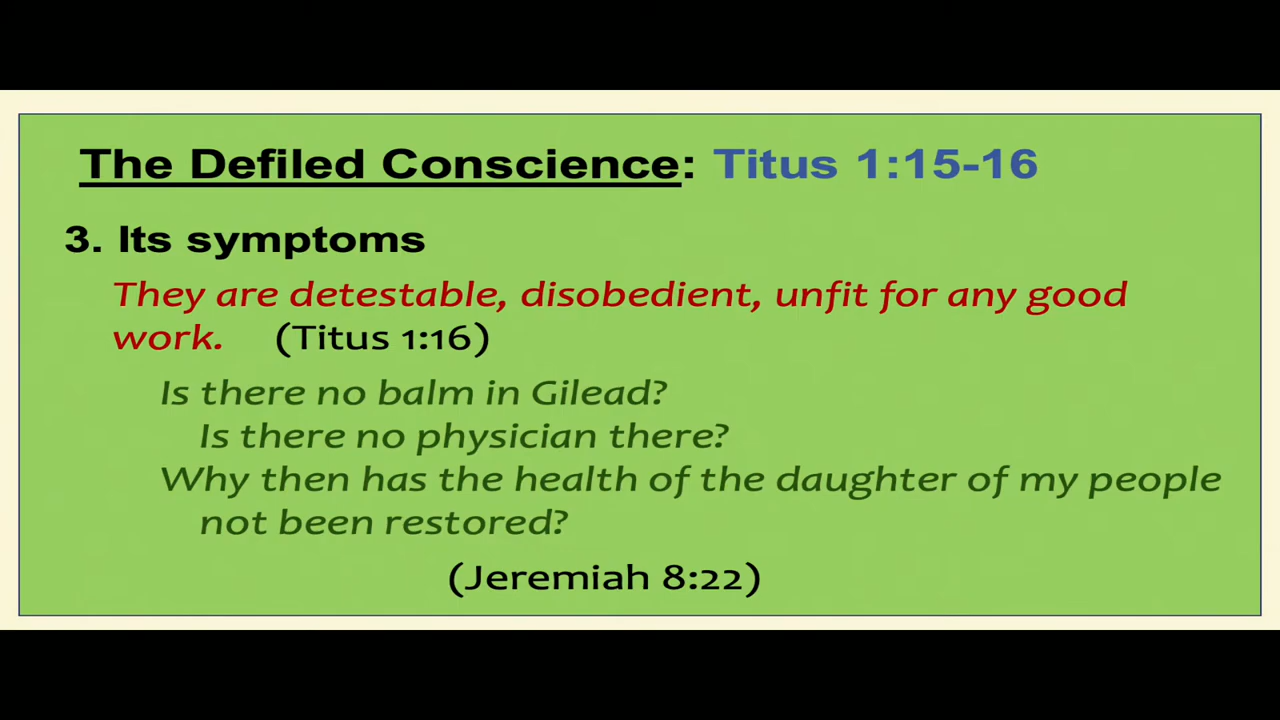 The Defiled Conscience: Titus 1:15-16
3. Its symptoms
They are detestable, disobedient, unfit for any good
work. (Titus 1:16)
Is there no balm in Gilead?
Is there no physician there?
Why then has the health of the daughter of my people
not been restored?
(Jeremiah 8:22)